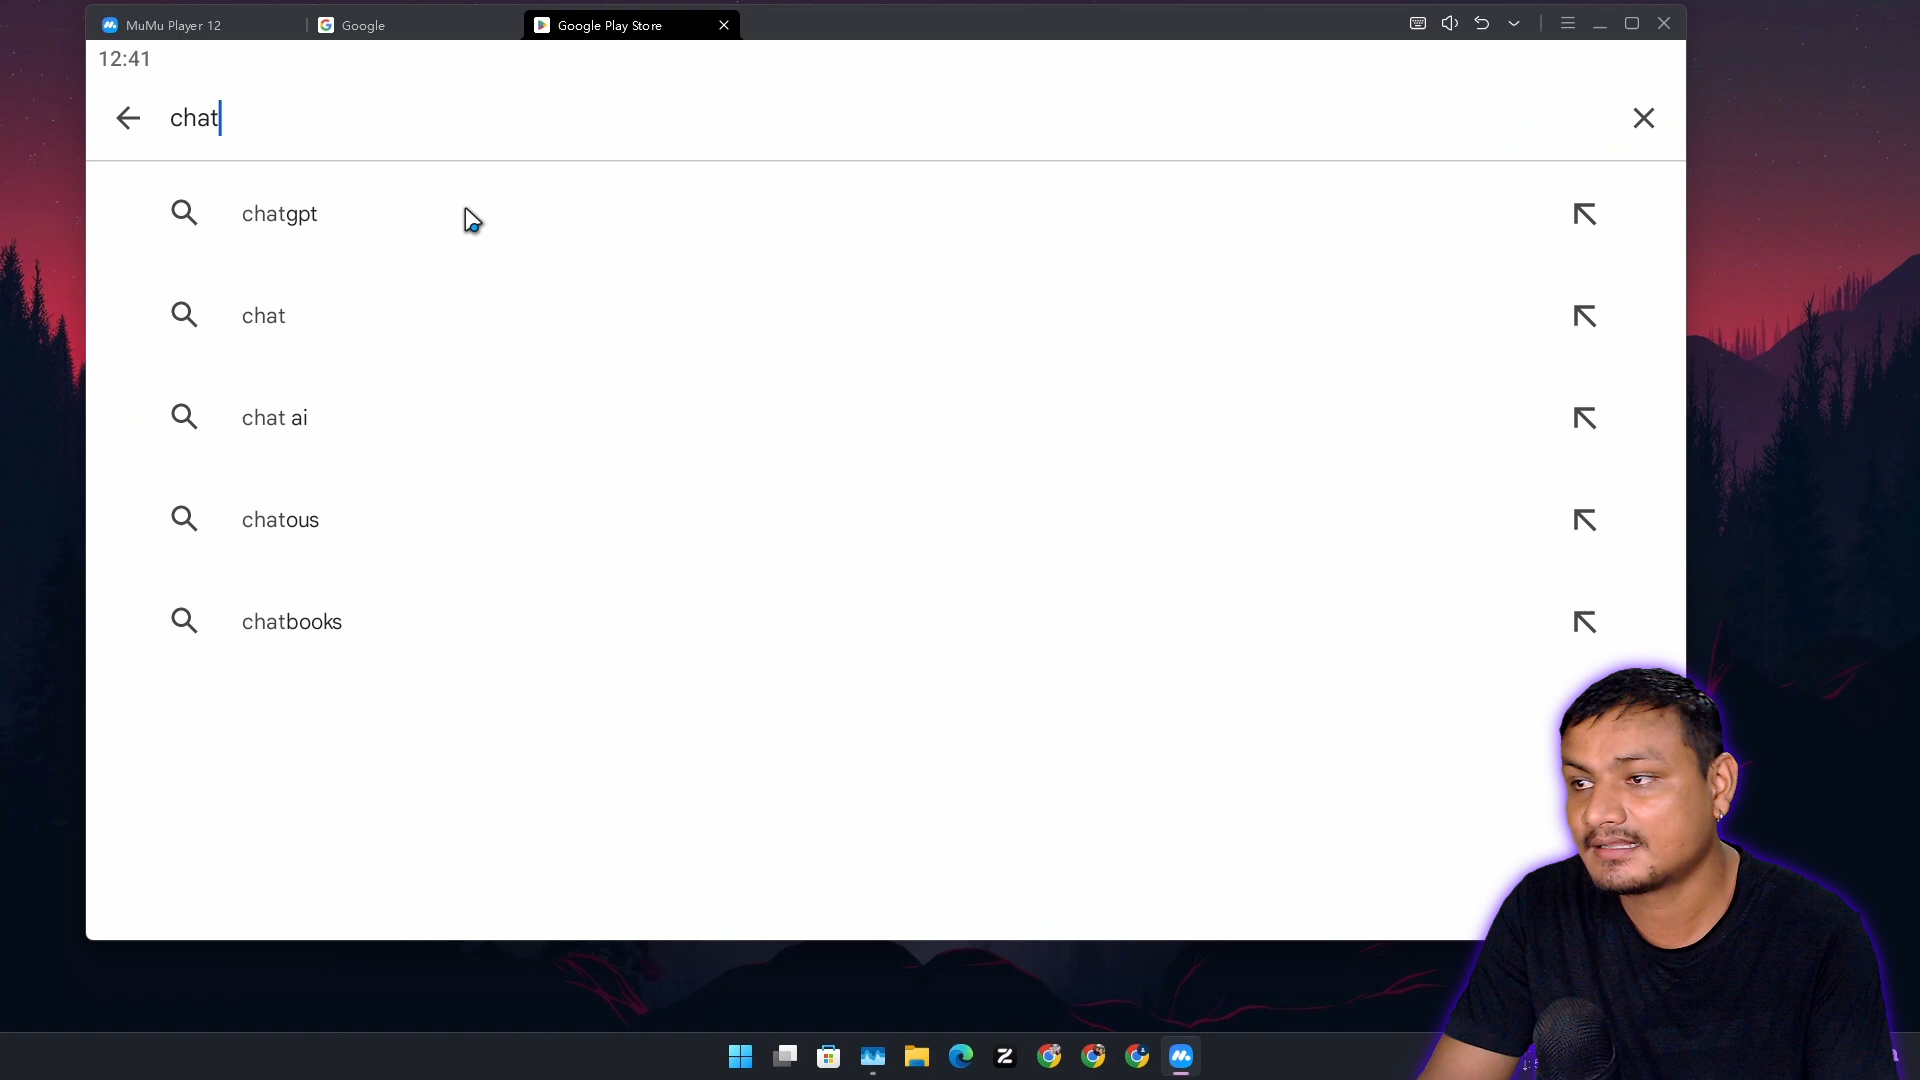 MuMu Player 12
Google
Google Play Store
12:41
chat
chatgpt
chat
chat ai
chatous
chatbooks